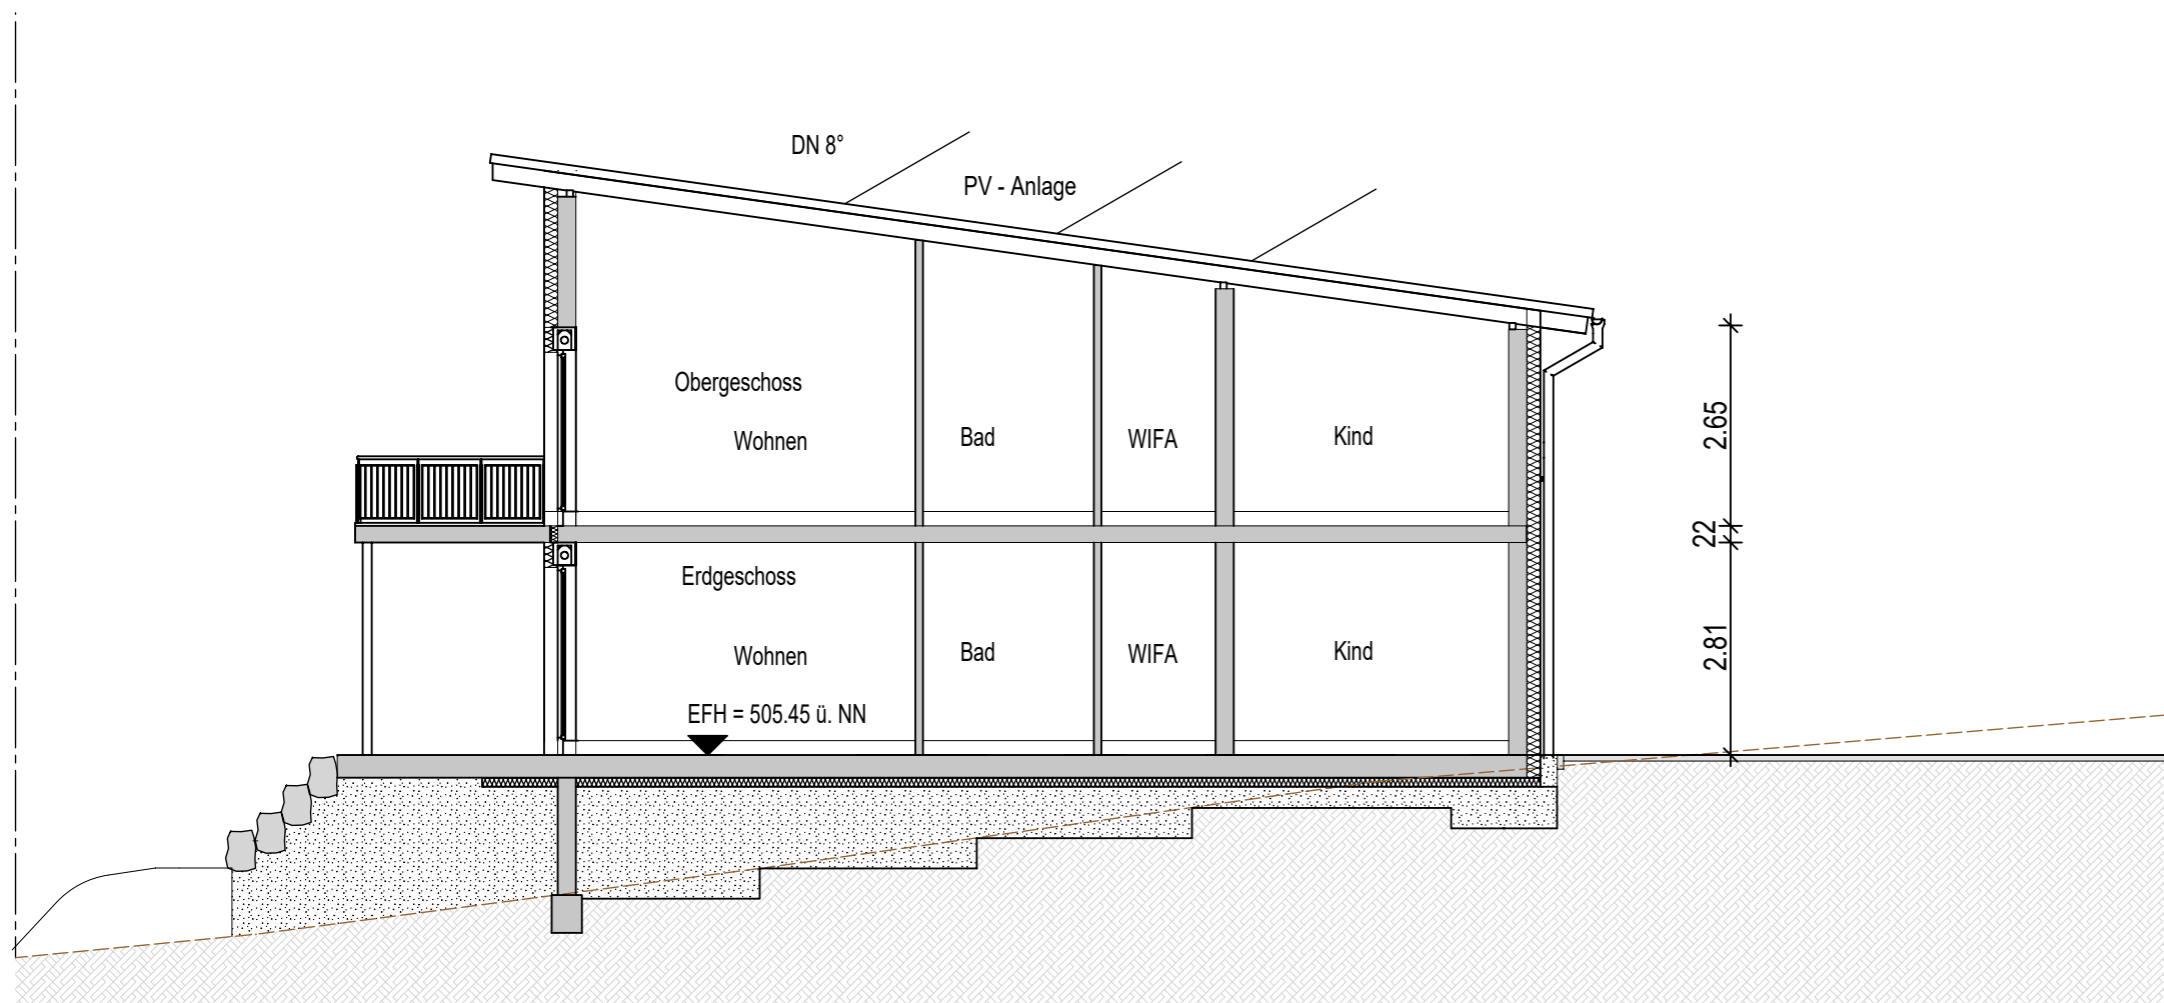 DN 8°
PV - Anlage
Obergeschoss
Wohnen
Bad
WIFA
Kind
2.65
22
Erdgeschoss
Wohnen
Bad
WIFA
Kind
2.81
EFH = 505.45 ü. NN